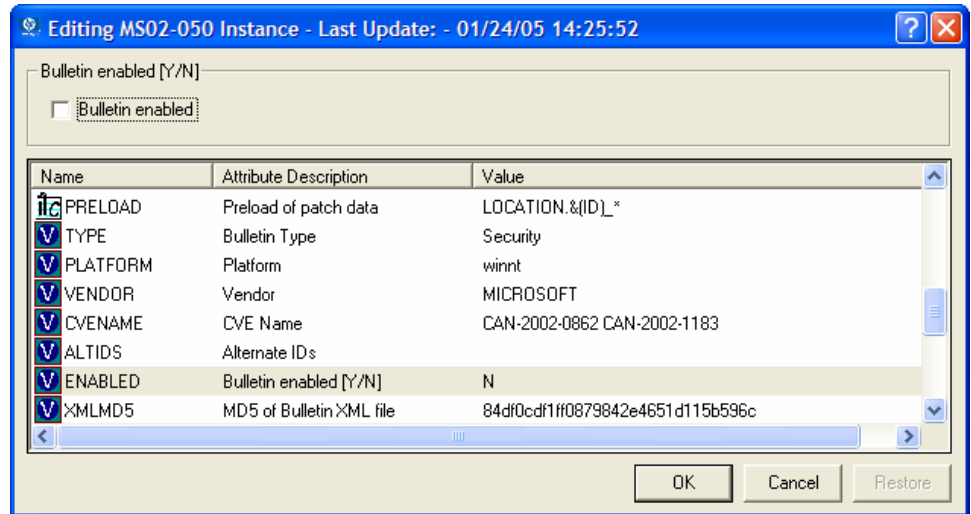 Editing MS02-050 Instance - Last Update: - 01/24/05 14:25:52
Bulletin enabled [Y/N]
Bulletin enabled
Name Attribute Description Value
PRELOAD Preload of patch data LOCATION.&(ID)_*
TYPE Bulletin Type Security
PLATFORM Platform winnt
VENDOR Vendor MICROSOFT
CVENAME CVE Name CAN-2002-0862 CAN-2002-1183
ALTIDS Alternate IDs
ENABLED Bulletin enabled [Y/N] N
XMLMD5 MD5 of Bulletin XML file 84df0cdf1ff0879842e4651d115b596c
OK Cancel Restore